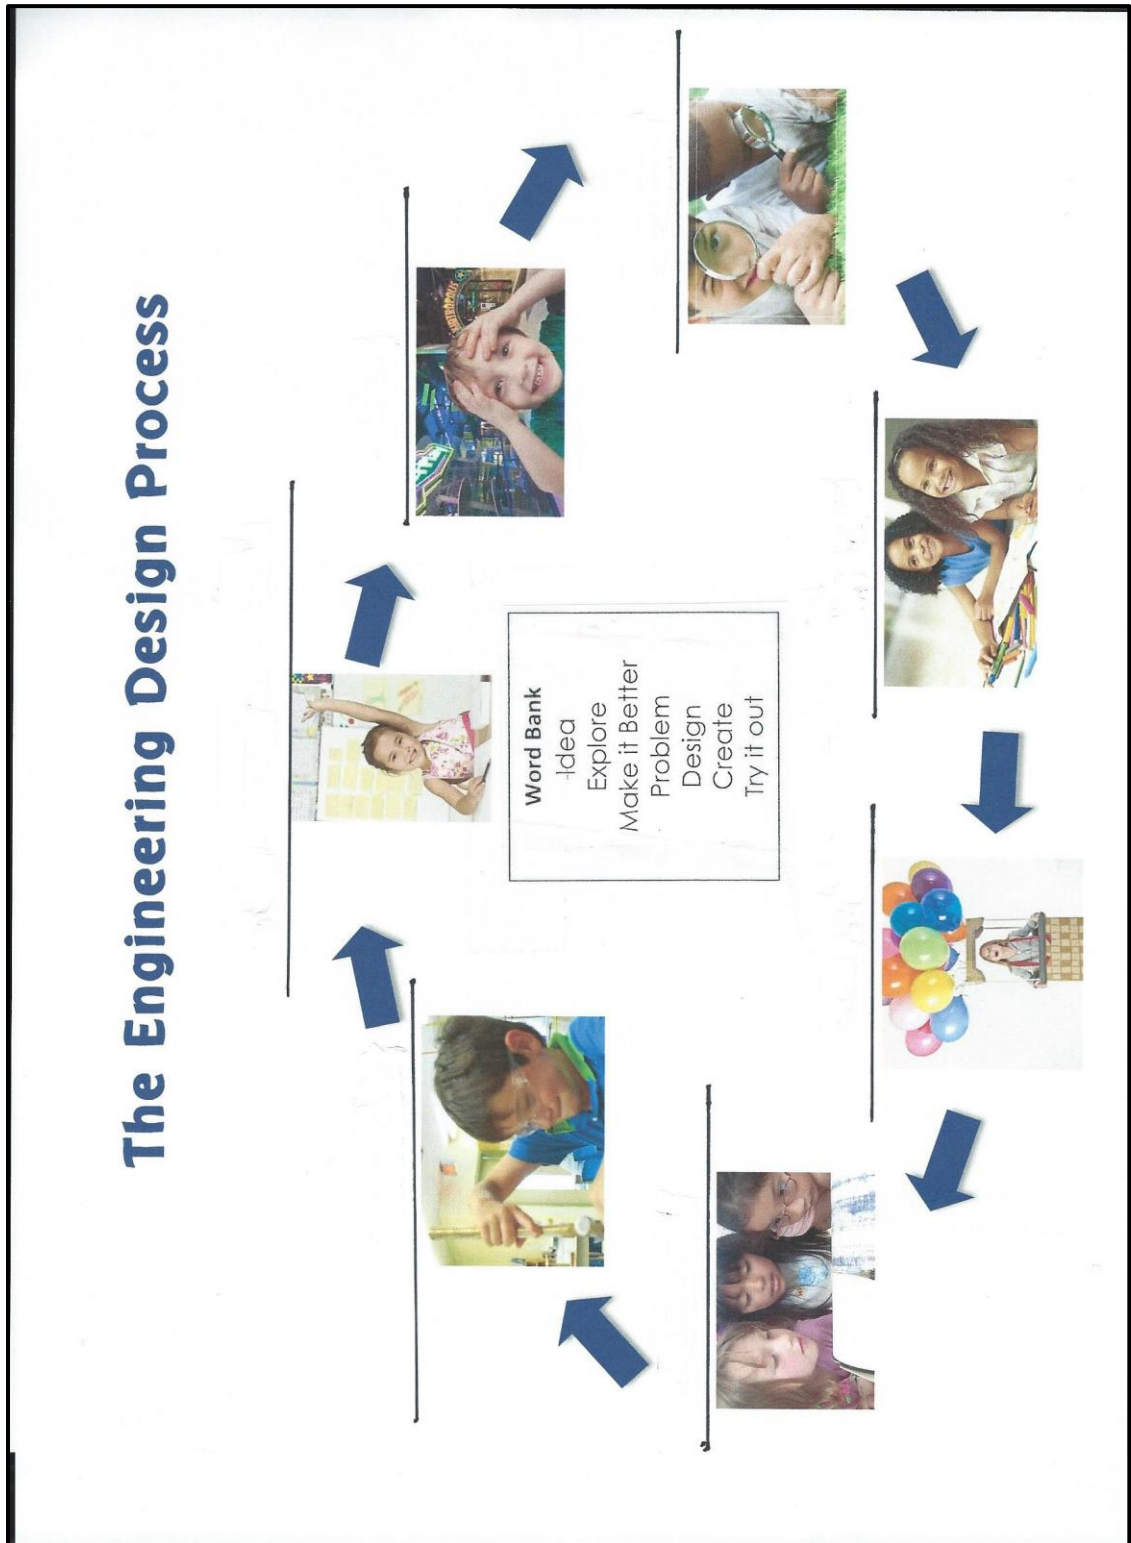 The Engineering Design Process
Word Bank
-Idea
Explore
Make it Better
Problem
Design
Create
Try it out